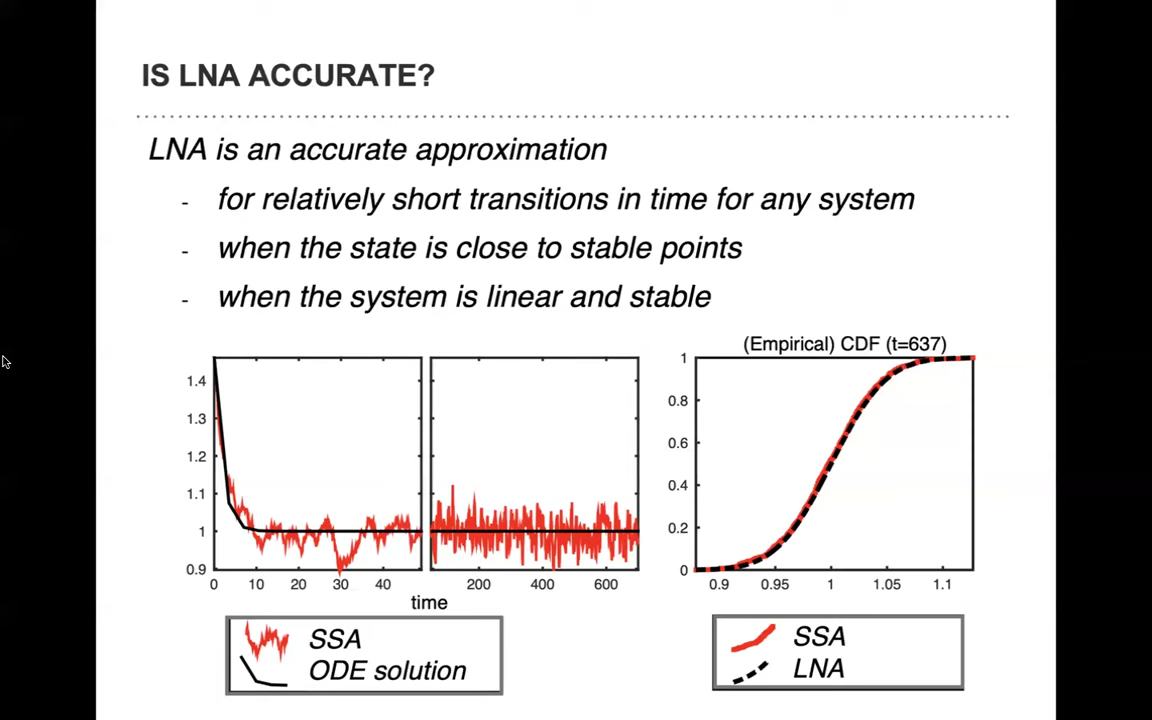 IS LNA ACCURATE?
LNA is an accurate approximation
- for relatively short transitions in time for any system
- when the state is close to stable points
- when the system is linear and stable
(Empirical) CDF (t=637)
1.4
1.3
1.2
1.1
1
0.9
0 10 20 30 40
200 400 600
time
1
0.8
0.6
0.4
0.2
0
0.9 0.95 1 1.05 1.1
SSA
ODE solution
SSA
LNA